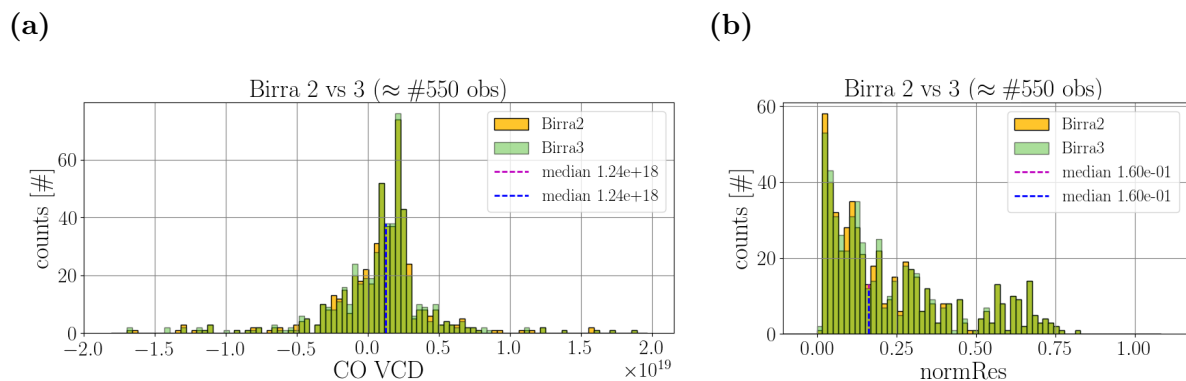 (a)
Birra 2 vs 3 (≈ #550 obs)
Birra2
Birra3
median 1.24e+18
median 1.24e+18
counts [#]
60
40
20
0
−2.0 −1.5 −1.0 −0.5 0.0 0.5 1.0 1.5 2.0
CO VCD
×10^19
(b)
Birra 2 vs 3 (≈ #550 obs)
Birra2
Birra3
median 1.60e-01
median 1.60e-01
counts [#]
60
40
20
0
0.00 0.25 0.50 0.75 1.00
normRes